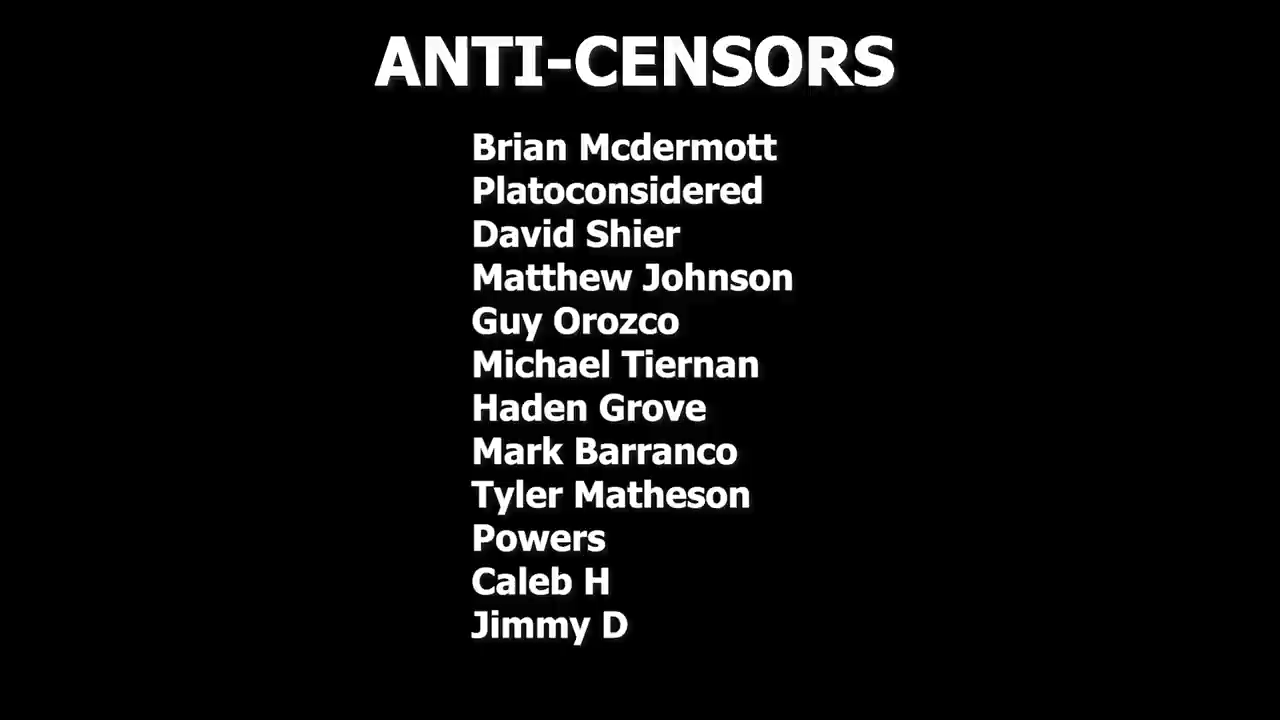 ANTI-CENSORS
Brian Mcdermott
Platoconsidered
David Shier
Matthew Johnson
Guy Orozco
Michael Tiernan
Haden Grove
Mark Barranco
Tyler Matheson
Powers
Caleb H
Jimmy D